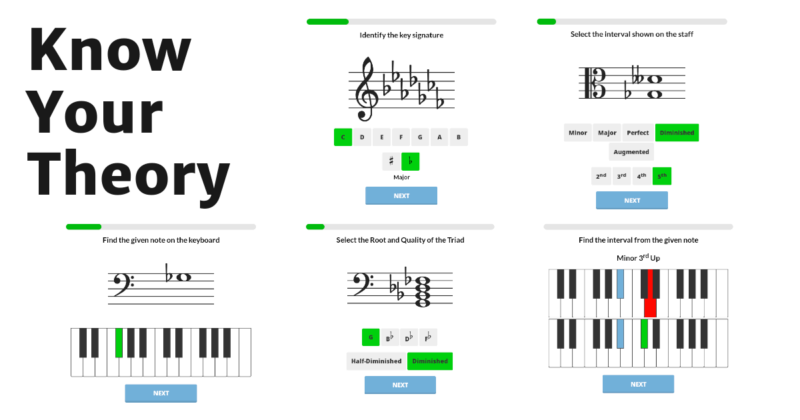 Know
Your
Theory
Identify the key signature
C D E F G A B
♯ ♭
Major
NEXT
Select the interval shown on the staff
Minor Major Perfect Diminished
Augmented
2nd 3rd 4th 5th
NEXT
Find the given note on the keyboard
NEXT
Select the Root and Quality of the Triad
G B♭ D♭ F♭
Half-Diminished Diminished
NEXT
Find the interval from the given note
Minor 3rd Up
NEXT